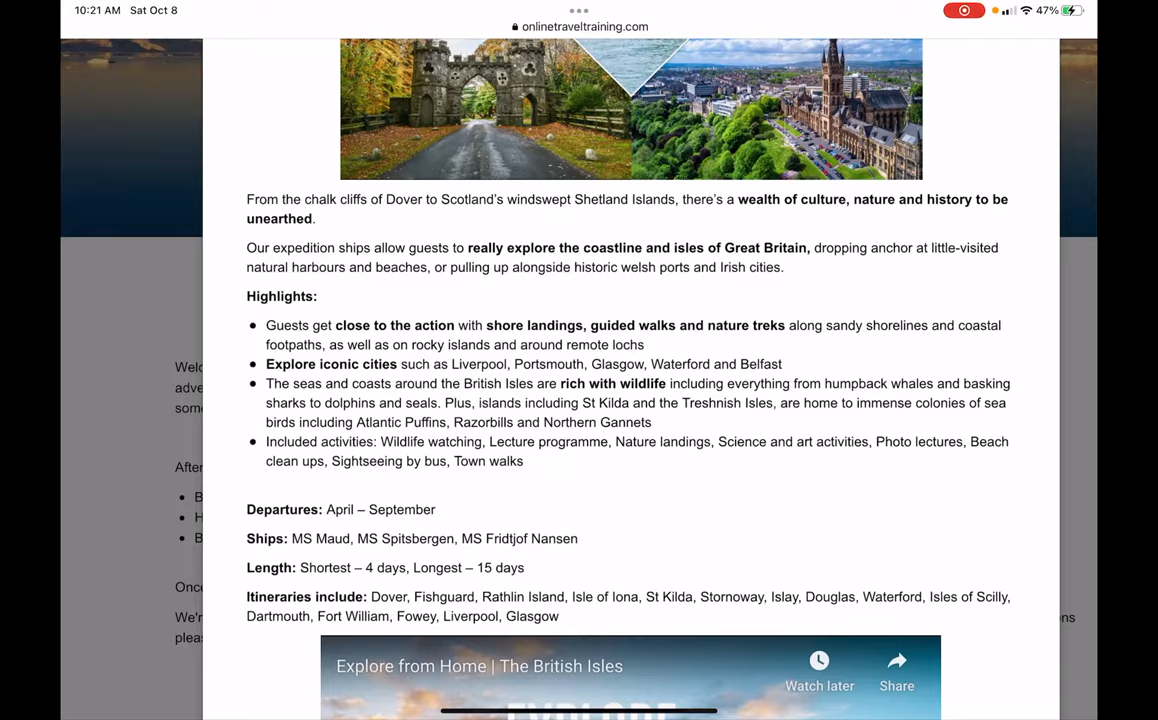 10:21 AM Sat Oct 8
47%
onlinetraveltraining.com
From the chalk cliffs of Dover to Scotland's windswept Shetland Islands, there's a wealth of culture, nature and history to be
unearthed.
Our expedition ships allow guests to really explore the coastline and isles of Great Britain, dropping anchor at little-visited
natural harbours and beaches, or pulling up alongside historic welsh ports and Irish cities.
Highlights:
● Guests get close to the action with shore landings, guided walks and nature treks along sandy shorelines and coastal
footpaths, as well as on rocky islands and around remote lochs
● Explore iconic cities such as Liverpool, Portsmouth, Glasgow, Waterford and Belfast
● The seas and coasts around the British Isles are rich with wildlife including everything from humpback whales and basking
sharks to dolphins and seals. Plus, islands including St Kilda and the Treshnish Isles, are home to immense colonies of sea
birds including Atlantic Puffins, Razorbills and Northern Gannets
● Included activities: Wildlife watching, Lecture programme, Nature landings, Science and art activities, Photo lectures, Beach
clean ups, Sightseeing by bus, Town walks
Departures: April – September
Ships: MS Maud, MS Spitsbergen, MS Fridtjof Nansen
Length: Shortest – 4 days, Longest – 15 days
Itineraries include: Dover, Fishguard, Rathlin Island, Isle of Iona, St Kilda, Stornoway, Islay, Douglas, Waterford, Isles of Scilly,
Dartmouth, Fort William, Fowey, Liverpool, Glasgow
Explore from Home | The British Isles
Watch later
Share
EXPLORE
We're